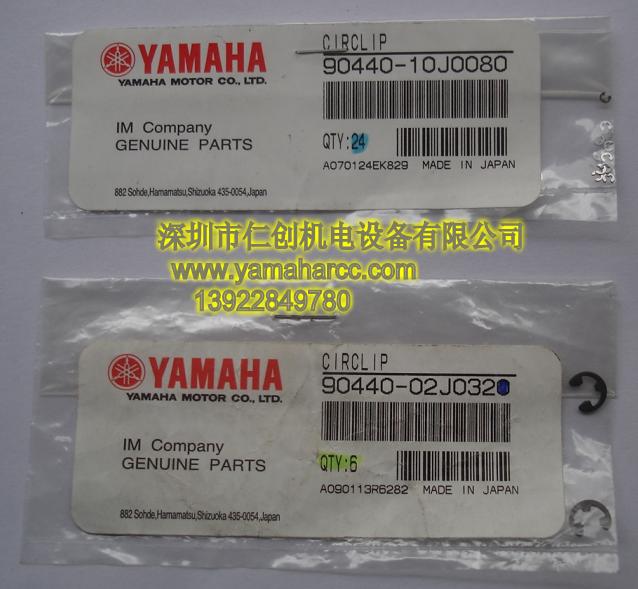 YAMAHA
YAMAHA MOTOR CO., LTD.
IM Company
GENUINE PARTS
882 Sohde,Hamamatsu,Shizuoka 435-0054,Japan
CIRCLIP
90440-10J0080
QTY:24
A070124EK829 MADE IN JAPAN
深圳市仁创机电设备有限公司
www.yamaharcc.com
13922849780
YAMAHA
YAMAHA MOTOR CO., LTD.
IM Company
GENUINE PARTS
882 Sohde,Hamamatsu,Shizuoka 435-0054,Japan
CIRCLIP
90440-02J0320
QTY:6
A090113R6282 MADE IN JAPAN